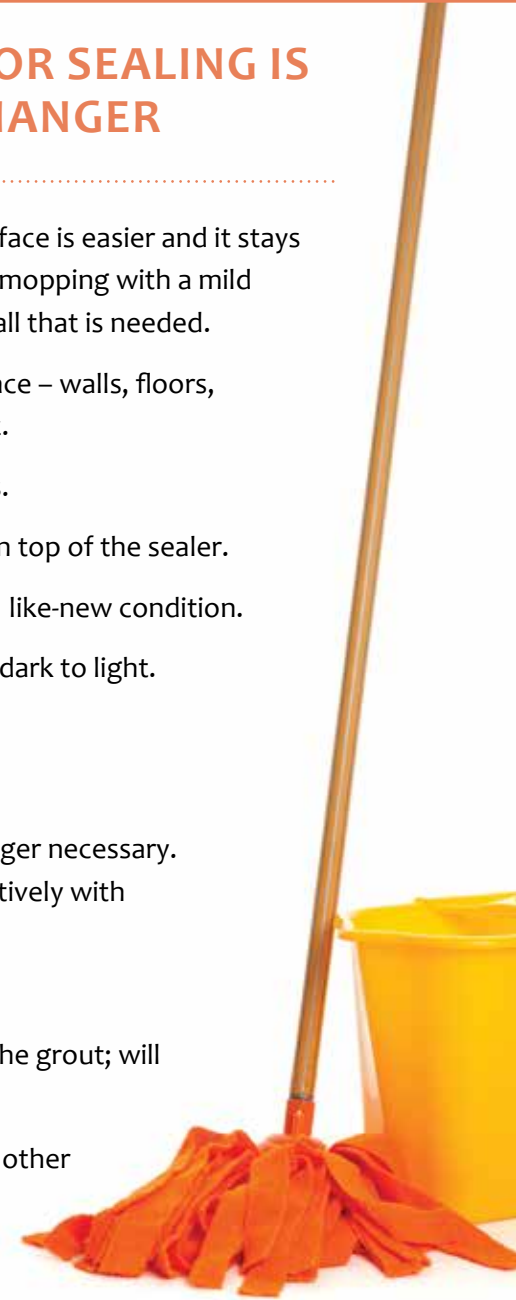 OR SEALING IS
HANGER
face is easier and it stays
mopping with a mild
all that is needed.
ce – walls, floors,
.
.
n top of the sealer.
like-new condition.
dark to light.
ger necessary.
tively with
he grout; will
other